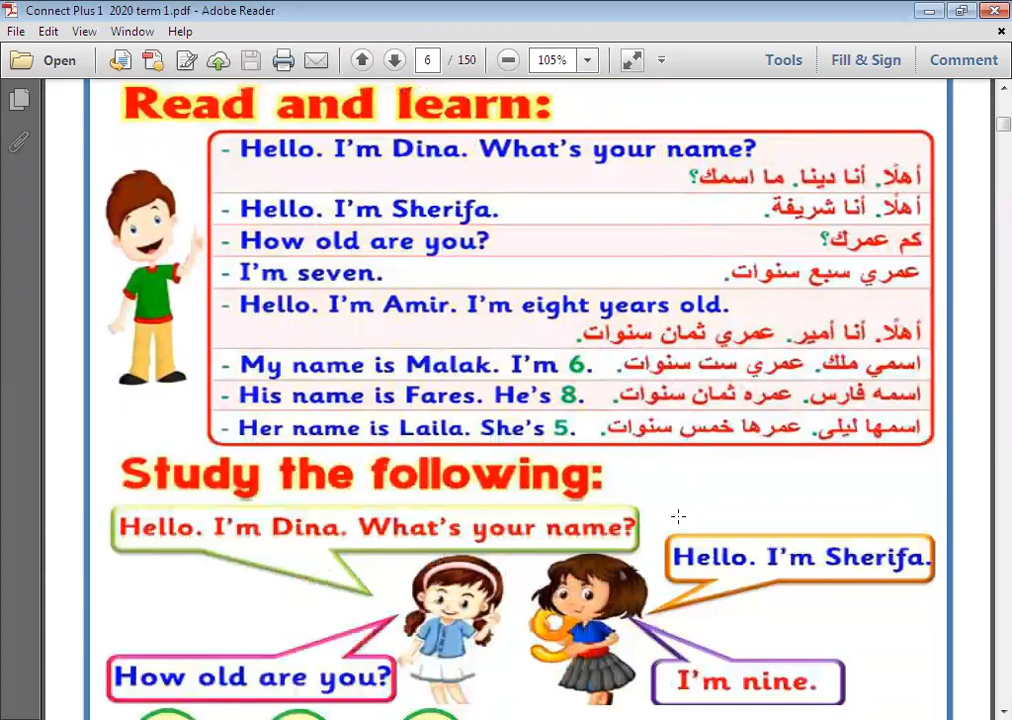 Connect Plus 1 2020 term 1.pdf - Adobe Reader
File Edit View Window Help
Open 6 / 150 105% Tools Fill & Sign Comment
Read and learn:
- Hello. I'm Dina. What's your name?
أهلًا. أنا دينا. ما اسمك؟
- Hello. I'm Sherifa. أهلًا. أنا شريفة.
- How old are you? كم عمرك؟
- I'm seven. عمري سبع سنوات.
- Hello. I'm Amir. I'm eight years old.
أهلًا. أنا أمير. عمري ثمان سنوات.
- My name is Malak. I'm 6. اسمي ملك. عمري ست سنوات.
- His name is Fares. He's 8. اسمه فارس. عمره ثمان سنوات.
- Her name is Laila. She's 5. اسمها ليلى. عمرها خمس سنوات.
Study the following:
Hello. I'm Dina. What's your name?
Hello. I'm Sherifa.
9
How old are you?
I'm nine.